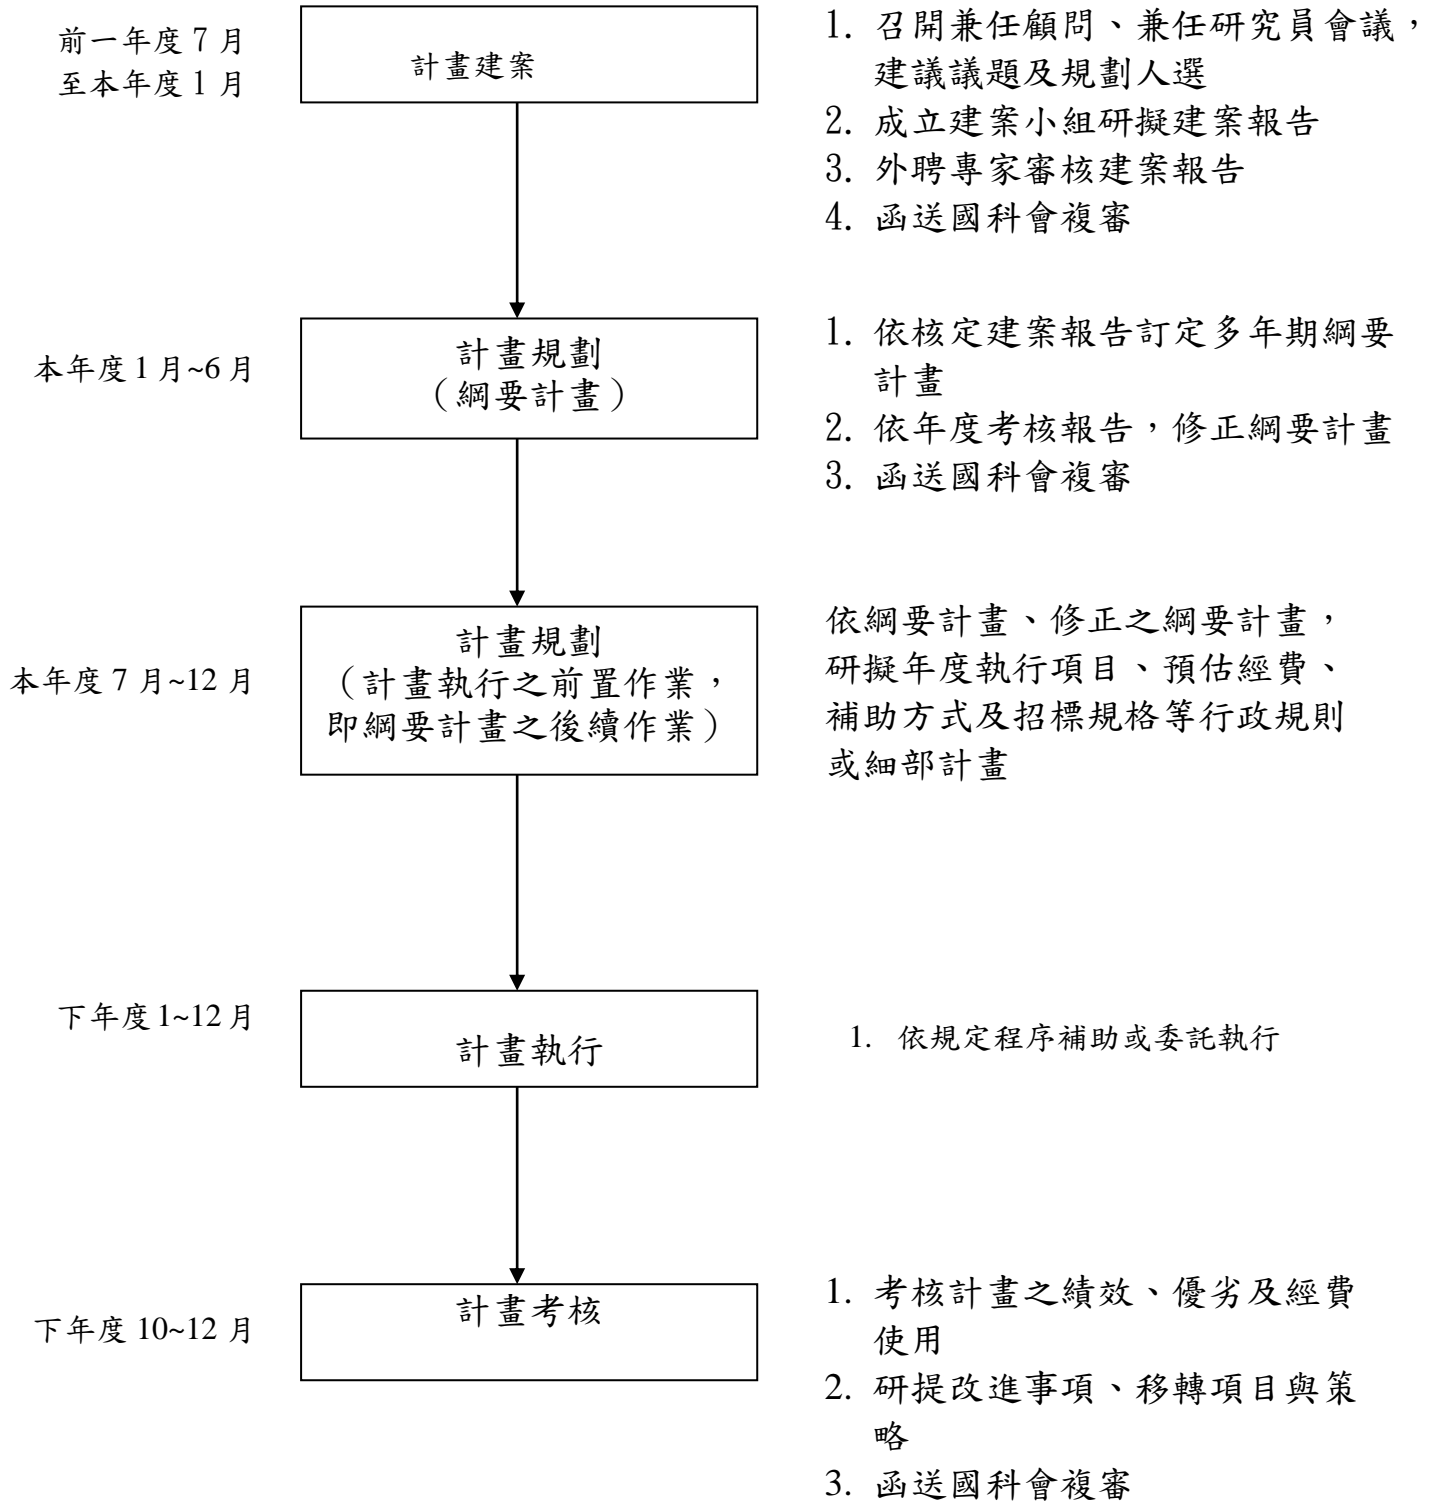 前一年度 7 月
至本年度 1 月
計畫建案
1. 召開兼任顧問、兼任研究員會議，
建議議題及規劃人選
2. 成立建案小組研擬建案報告
3. 外聘專家審核建案報告
4. 函送國科會複審
本年度 1 月~6 月
計畫規劃
（綱要計畫）
1. 依核定建案報告訂定多年期綱要
計畫
2. 依年度考核報告，修正綱要計畫
3. 函送國科會複審
本年度 7 月~12 月
計畫規劃
（計畫執行之前置作業，
即綱要計畫之後續作業）
依綱要計畫、修正之綱要計畫，
研擬年度執行項目、預估經費、
補助方式及招標規格等行政規則
或細部計畫
下年度 1~12 月
計畫執行
1. 依規定程序補助或委託執行
下年度 10~12 月
計畫考核
1. 考核計畫之績效、優劣及經費
使用
2. 研提改進事項、移轉項目與策
略
3. 函送國科會複審